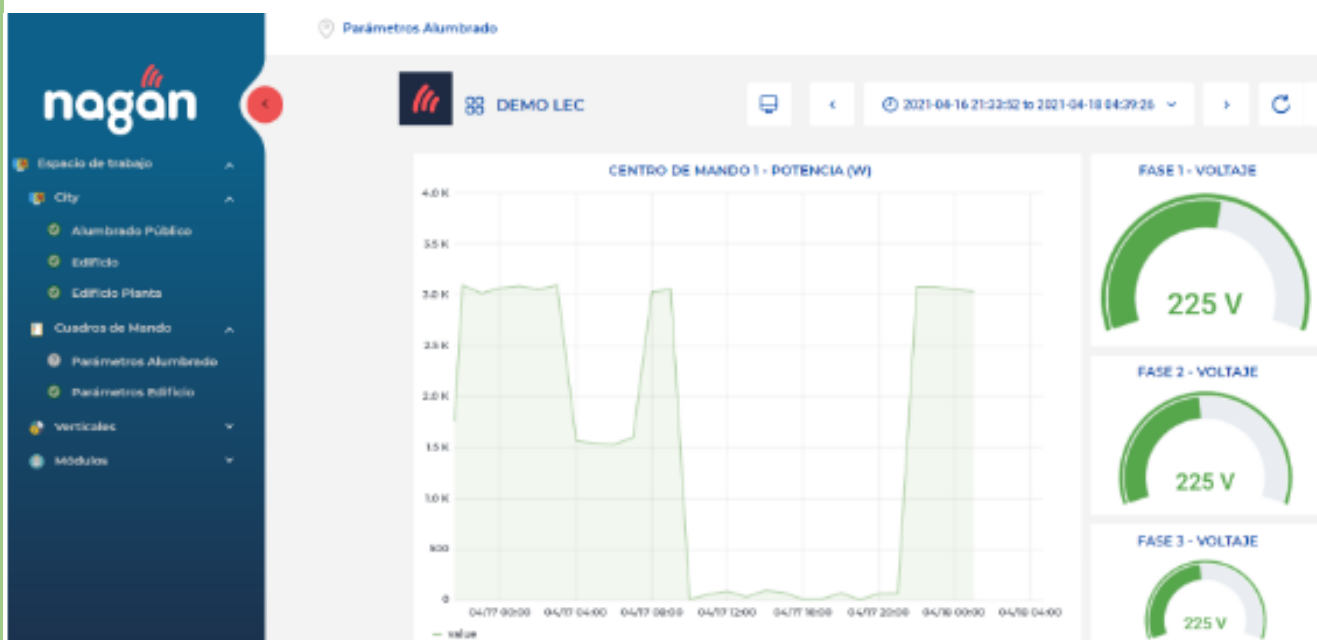 Parámetros Alumbrado
nagãn
DEMO LEC
2021-04-16 21:33:52 to 2021-04-18 04:39:26
Espacio de trabajo
City
Alumbrado Público
Edificio
Edificio Planta
Cuadros de Mando
Parámetros Alumbrado
Parámetros Edificio
Verticales
Módulos
CENTRO DE MANDO 1 - POTENCIA (W)
4.0 K
3.5 K
3.0 K
2.5 K
2.0 K
1.5 K
1.0 K
500
0
04/17 00:00 04/17 04:00 04/17 08:00 04/17 12:00 04/17 16:00 04/17 20:00 04/18 00:00 04/18 04:00
value
FASE 1 - VOLTAJE
225 V
FASE 2 - VOLTAJE
225 V
FASE 3 - VOLTAJE
225 V